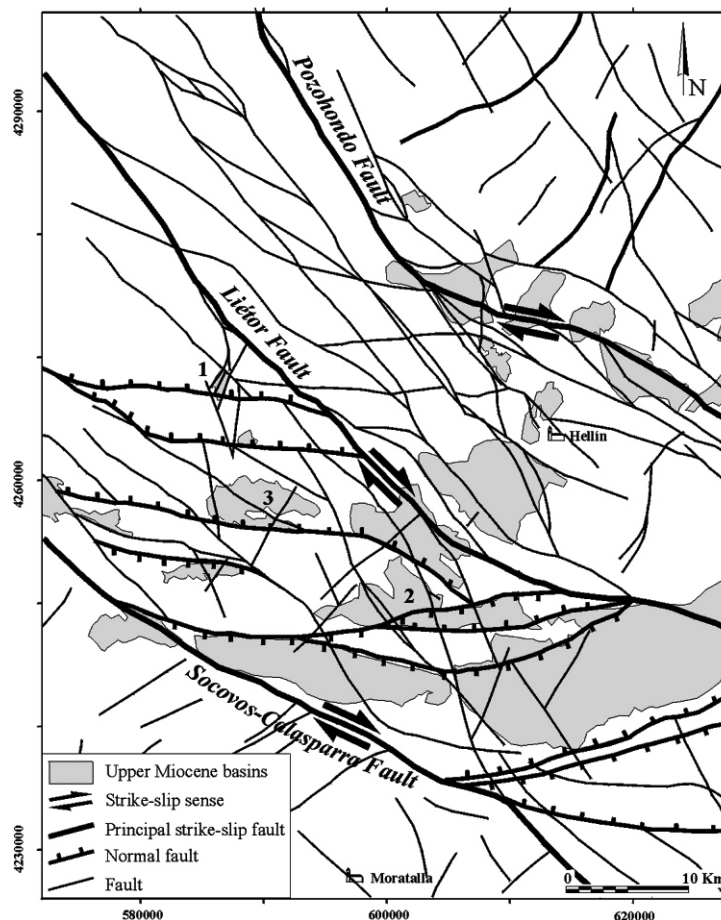 N
4290000
Pozohondo Fault
Liétor Fault
1
Hellín
4260000
3
2
Socovos-Calasparra Fault
Upper Miocene basins
Strike-slip sense
Principal strike-slip fault
Normal fault
Fault
4230000
Moratalla
0 10 Km
580000 600000 620000